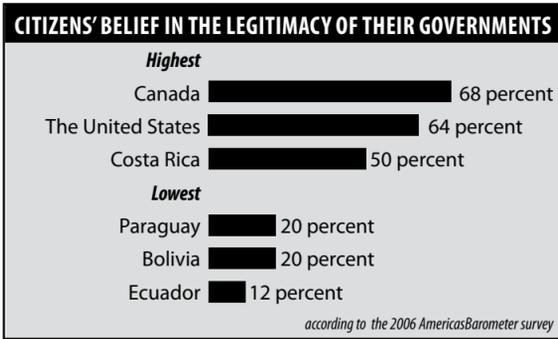 CITIZENS' BELIEF IN THE LEGITIMACY OF THEIR GOVERNMENTS
Highest
Canada 68 percent
The United States 64 percent
Costa Rica 50 percent
Lowest
Paraguay 20 percent
Bolivia 20 percent
Ecuador 12 percent
according to the 2006 AmericasBarometer survey